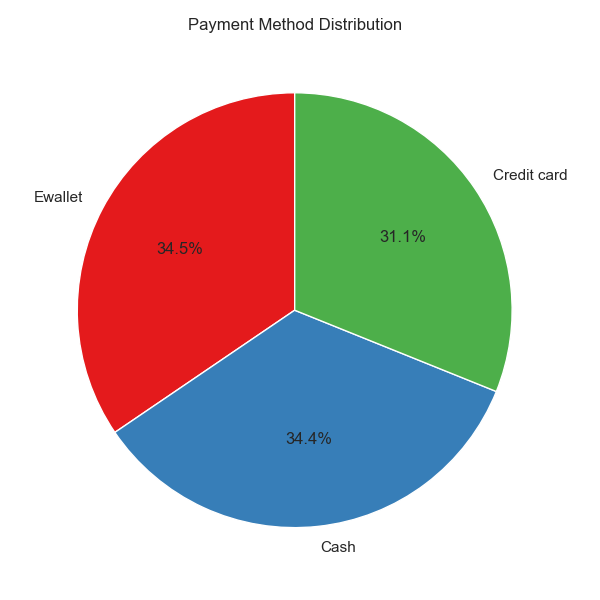 Payment Method Distribution
Credit card
Ewallet
31.1%
34.5%
34.4%
Cash